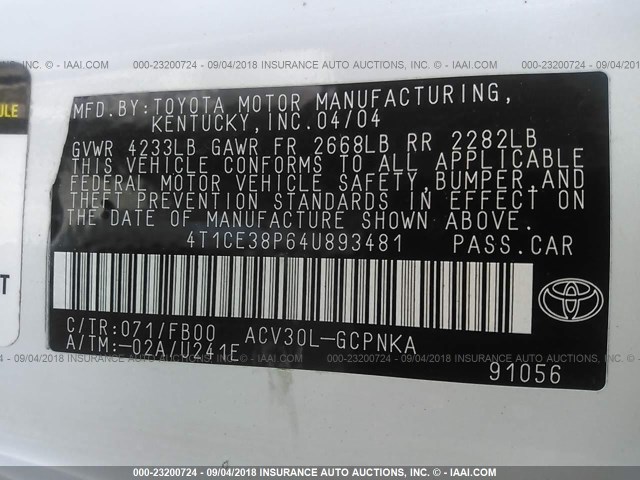 000-23200724 - 09/04/2018 INSURANCE AUTO AUCTIONS - IAAI.COM
MFD.BY:TOYOTA MOTOR MANUFACTURING,
KENTUCKY,INC.04/04
GVWR 4233LB GAWR FR 2668LB RR 2282LB
THIS VEHICLE CONFORMS TO ALL APPLICABLE
FEDERAL MOTOR VEHICLE SAFETY,BUMPER,AND
THEFT PREVENTION STANDARDS IN EFFECT ON
THE DATE OF MANUFACTURE SHOWN ABOVE.
4T1CE38P64U893481 PASS.CAR
C/TR:071/FB00 ACV30L-GCPNKA
A/TM:-02A/U241E
91056
000-23200724 - 09/04/2018 INSURANCE AUTO AUCTIONS - IAAI.COM